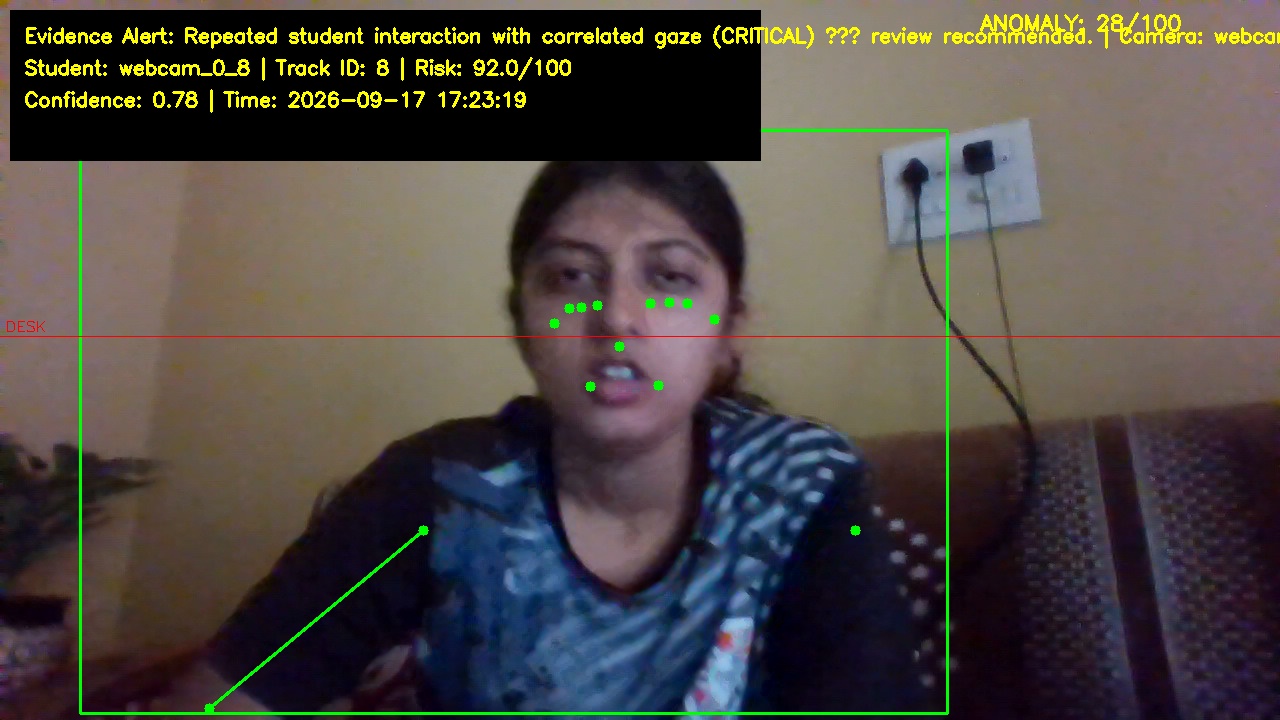 ANOMALY: 28/100
Evidence Alert: Repeated student interaction with correlated gaze (CRITICAL) ??? review recommended. | Camera: webcam
Student: webcam_0_8 | Track ID: 8 | Risk: 92.0/100
Confidence: 0.78 | Time: 2026-09-17 17:23:19
DESK